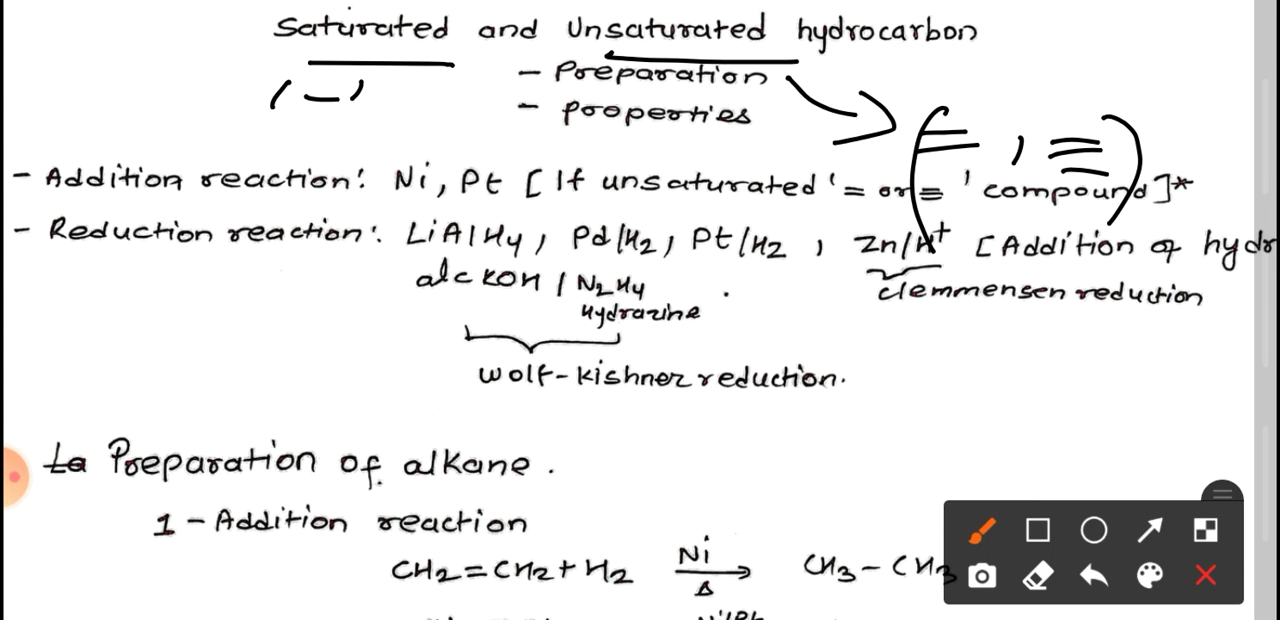 Saturated and Unsaturated hydrocarbon
(-)
- Preparation
- properties
(= , ≡)
- Addition reaction: Ni, Pt [If unsaturated '= or ≡' compound]*
- Reduction reaction: LiAlH4, Pd/H2, Pt/H2, Zn/H+ [Addition of hydro
alc KOH / N2H4
Hydrazine
clemmensen reduction
wolf-kishner reduction.
Preparation of alkane.
1 - Addition reaction
CH2=CH2+H2 Ni Δ → CH3-CH3